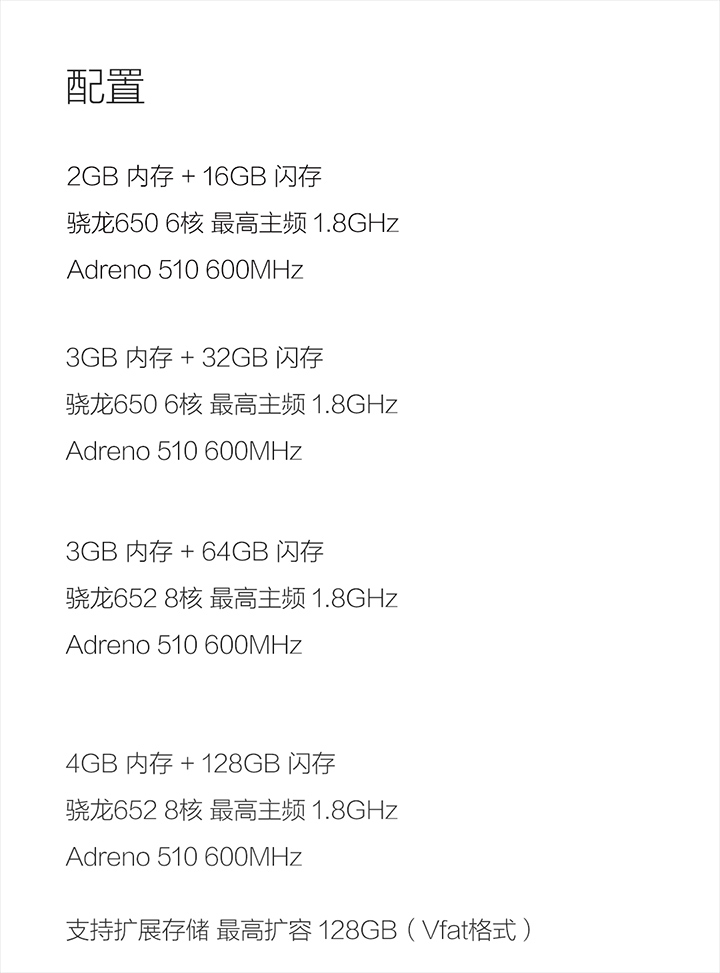 配置
2GB 内存 + 16GB 闪存
骁龙650 6核 最高主频 1.8GHz
Adreno 510 600MHz
3GB 内存 + 32GB 闪存
骁龙650 6核 最高主频 1.8GHz
Adreno 510 600MHz
3GB 内存 + 64GB 闪存
骁龙652 8核 最高主频 1.8GHz
Adreno 510 600MHz
4GB 内存 + 128GB 闪存
骁龙652 8核 最高主频 1.8GHz
Adreno 510 600MHz
支持扩展存储 最高扩容 128GB（Vfat格式）